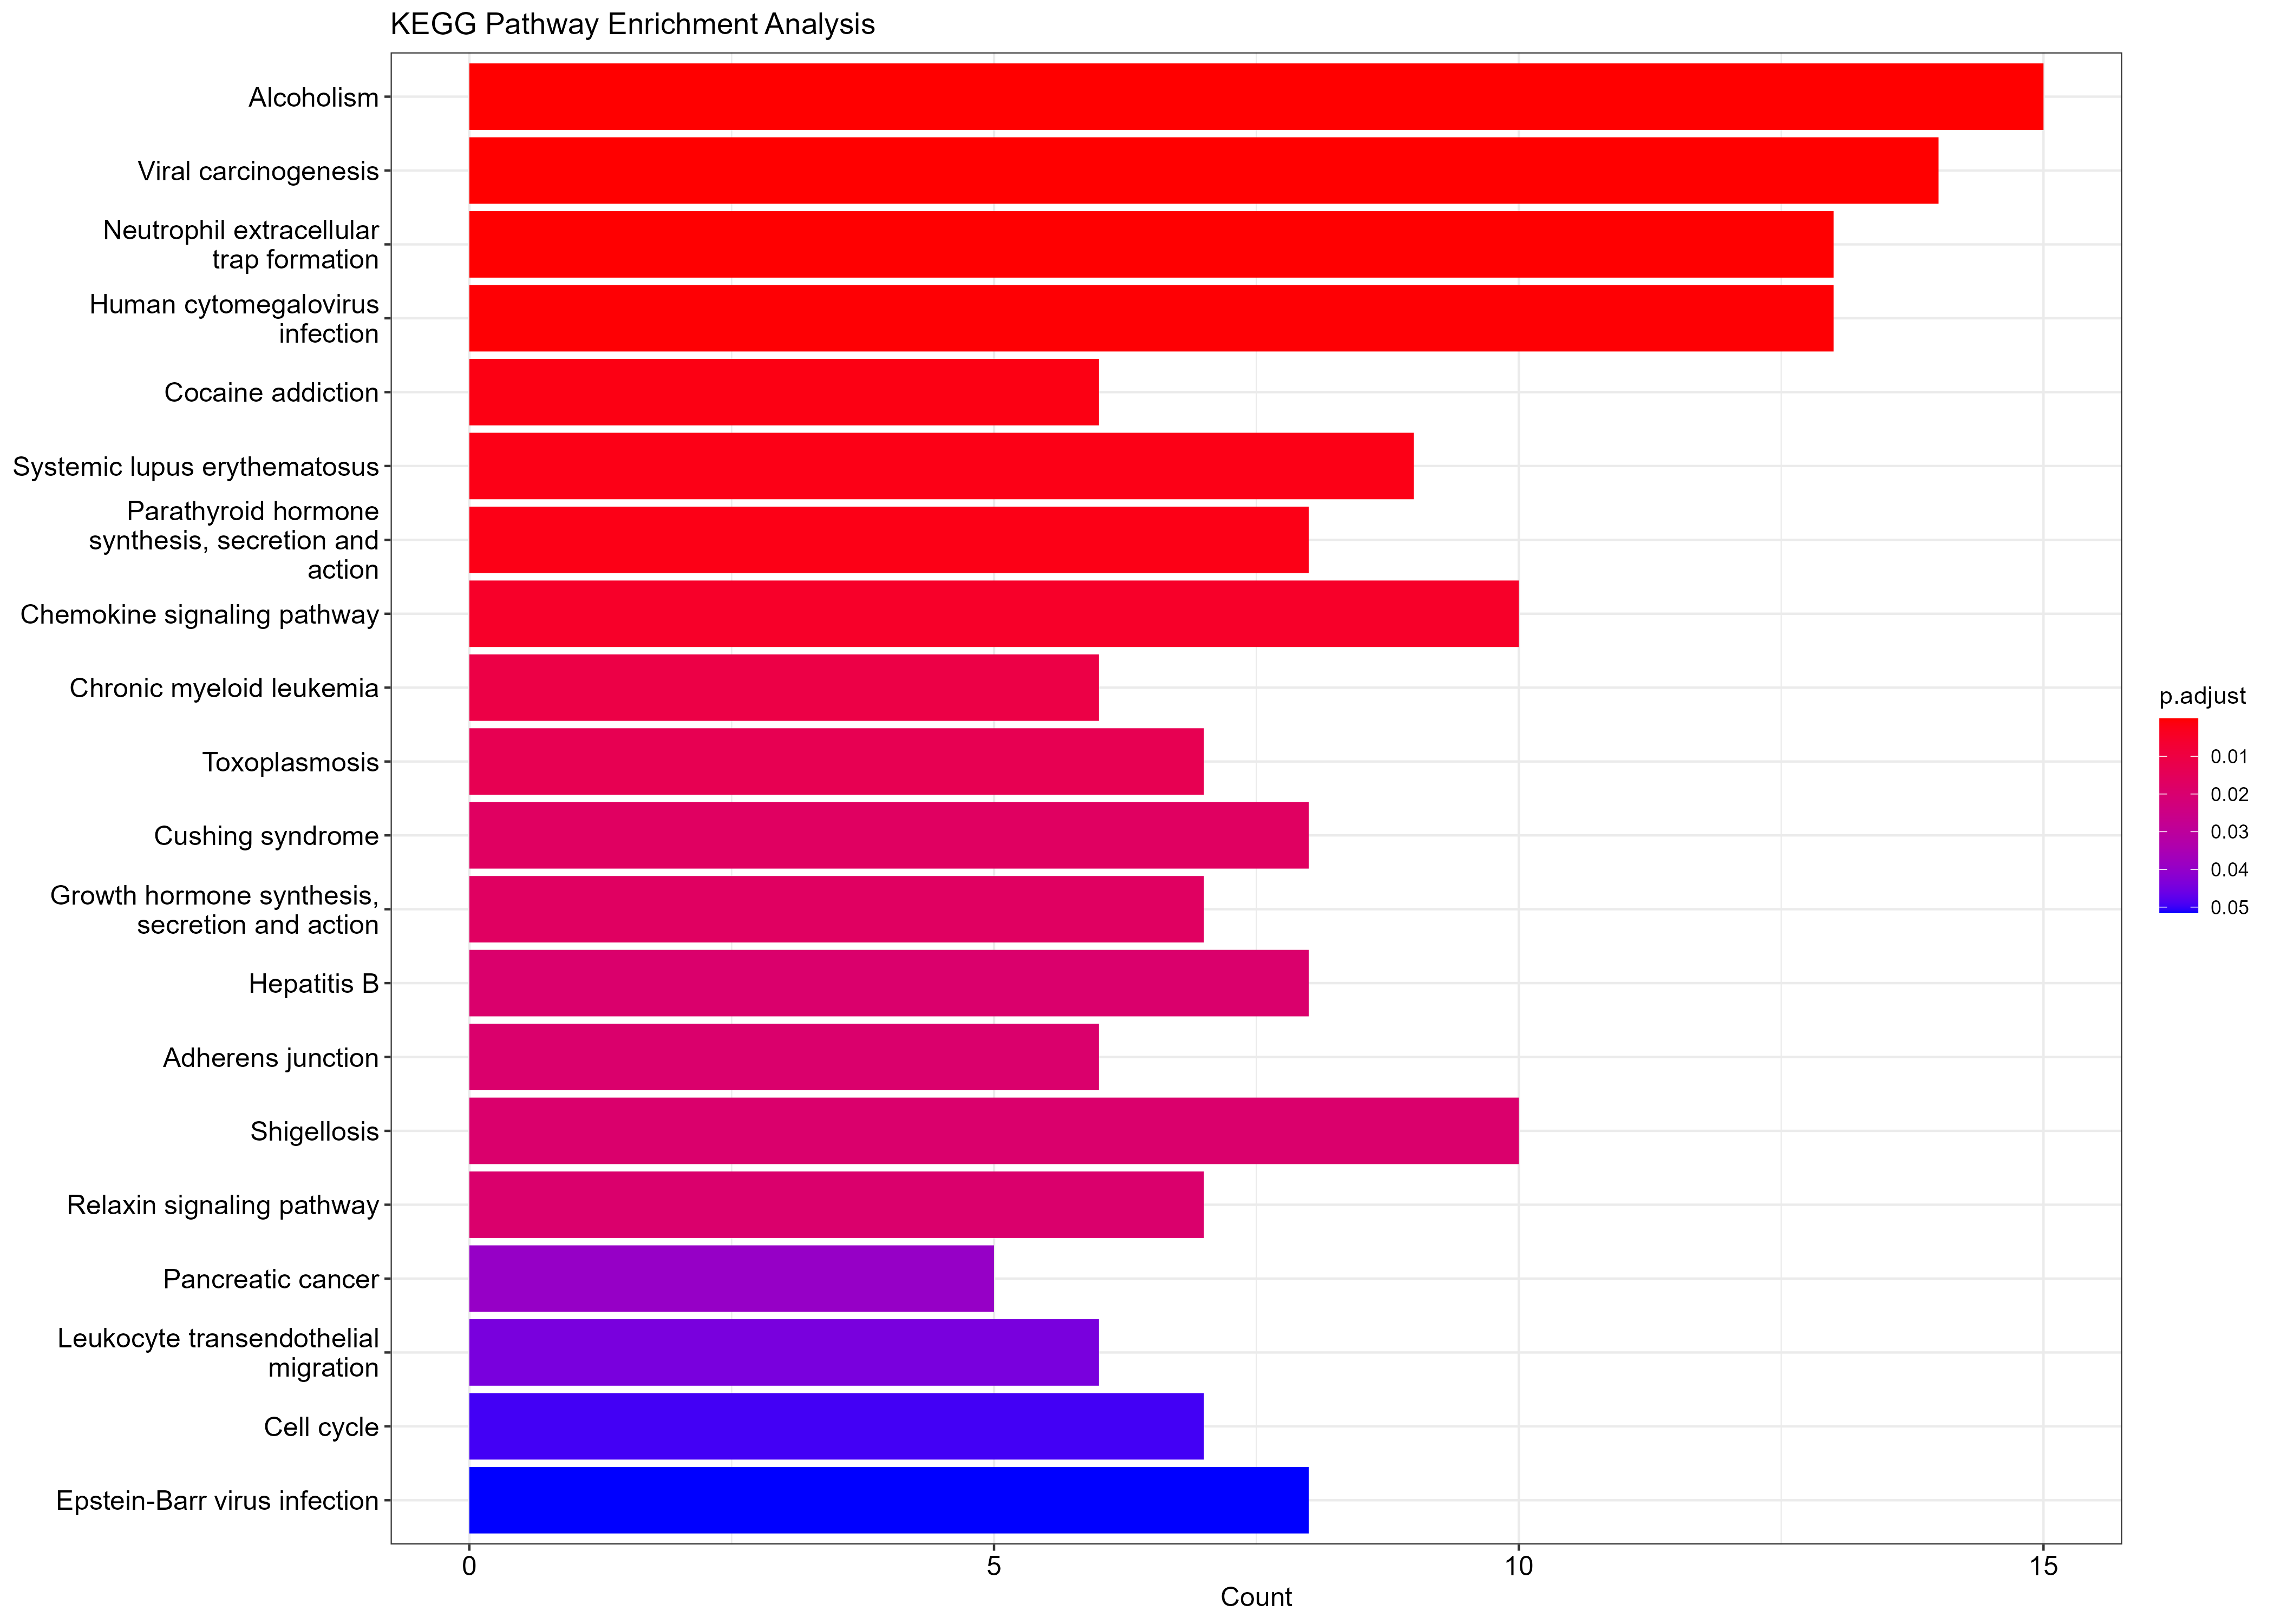 KEGG Pathway Enrichment Analysis
Alcoholism
Viral carcinogenesis
Neutrophil extracellular
trap formation
Human cytomegalovirus
infection
Cocaine addiction
Systemic lupus erythematosus
Parathyroid hormone
synthesis, secretion and
action
Chemokine signaling pathway
Chronic myeloid leukemia
Toxoplasmosis
Cushing syndrome
Growth hormone synthesis,
secretion and action
Hepatitis B
Adherens junction
Shigellosis
Relaxin signaling pathway
Pancreatic cancer
Leukocyte transendothelial
migration
Cell cycle
Epstein-Barr virus infection
0 5 10 15
Count
p.adjust
0.01
0.02
0.03
0.04
0.05